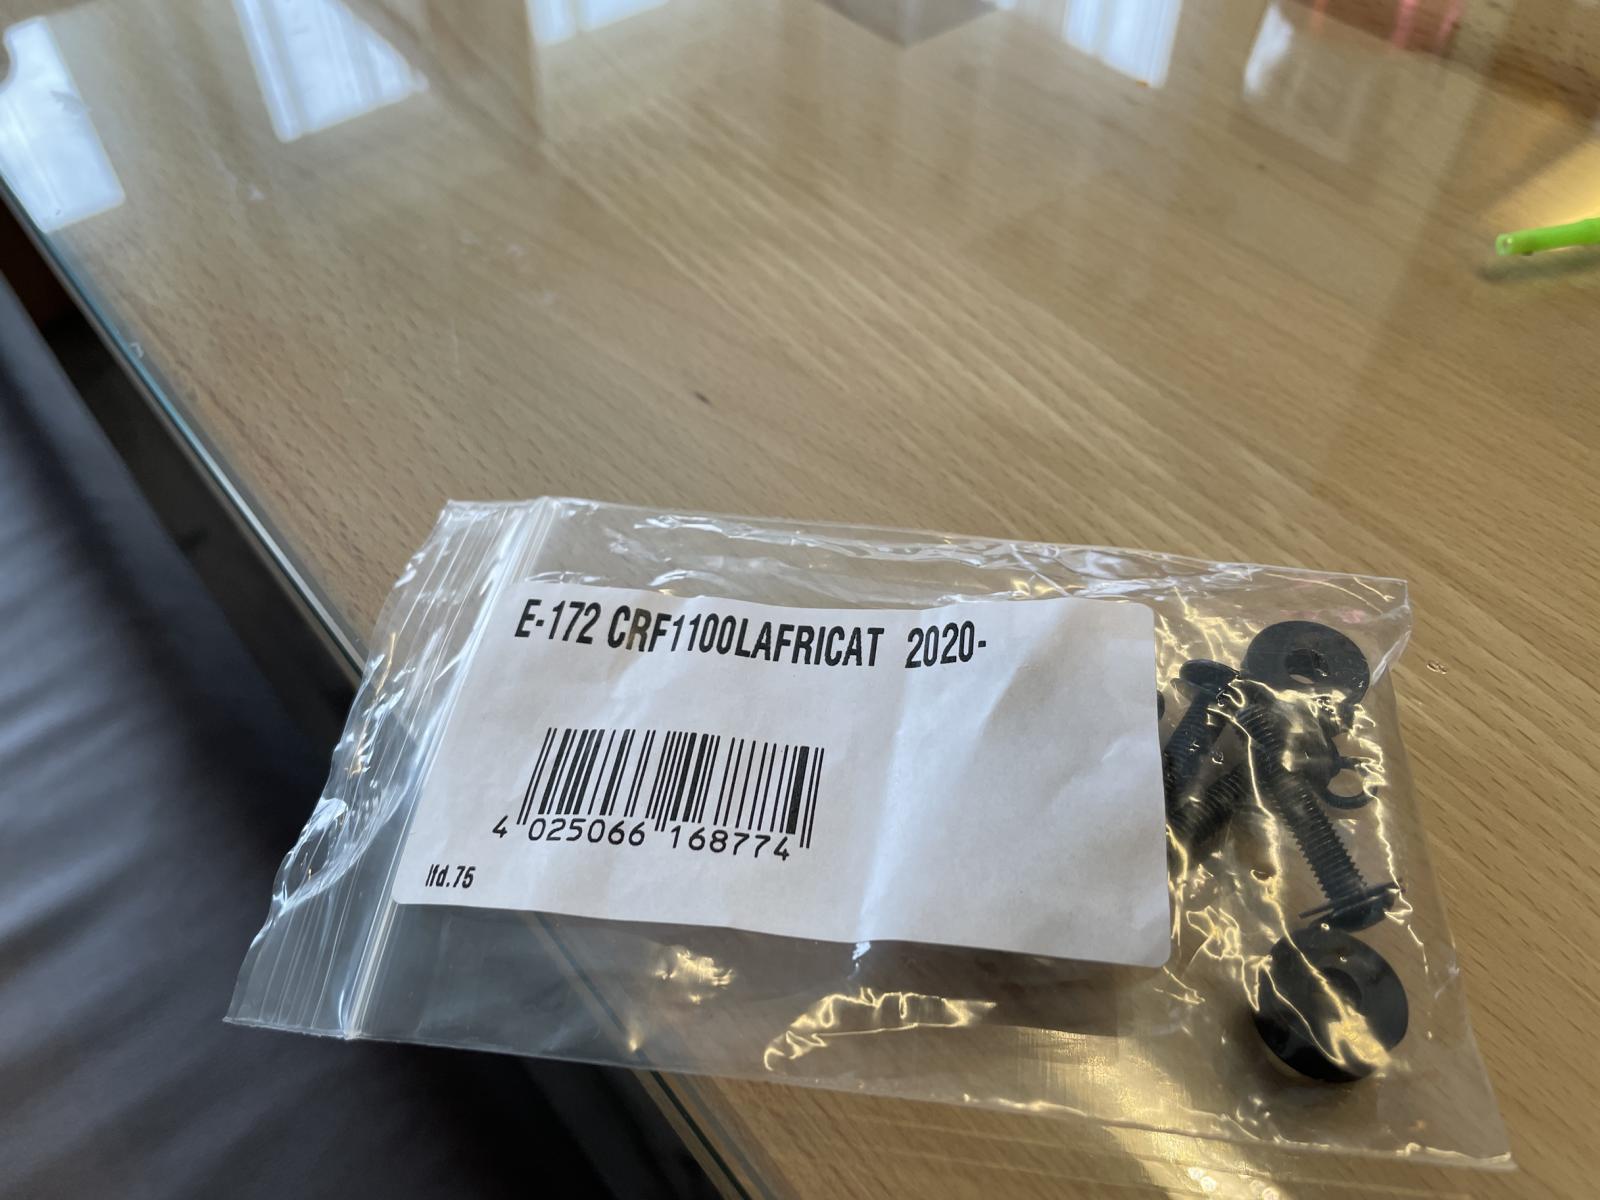 E-172 CRF1100LAFRICAT 2020-
4 025066 168774
lfd.75